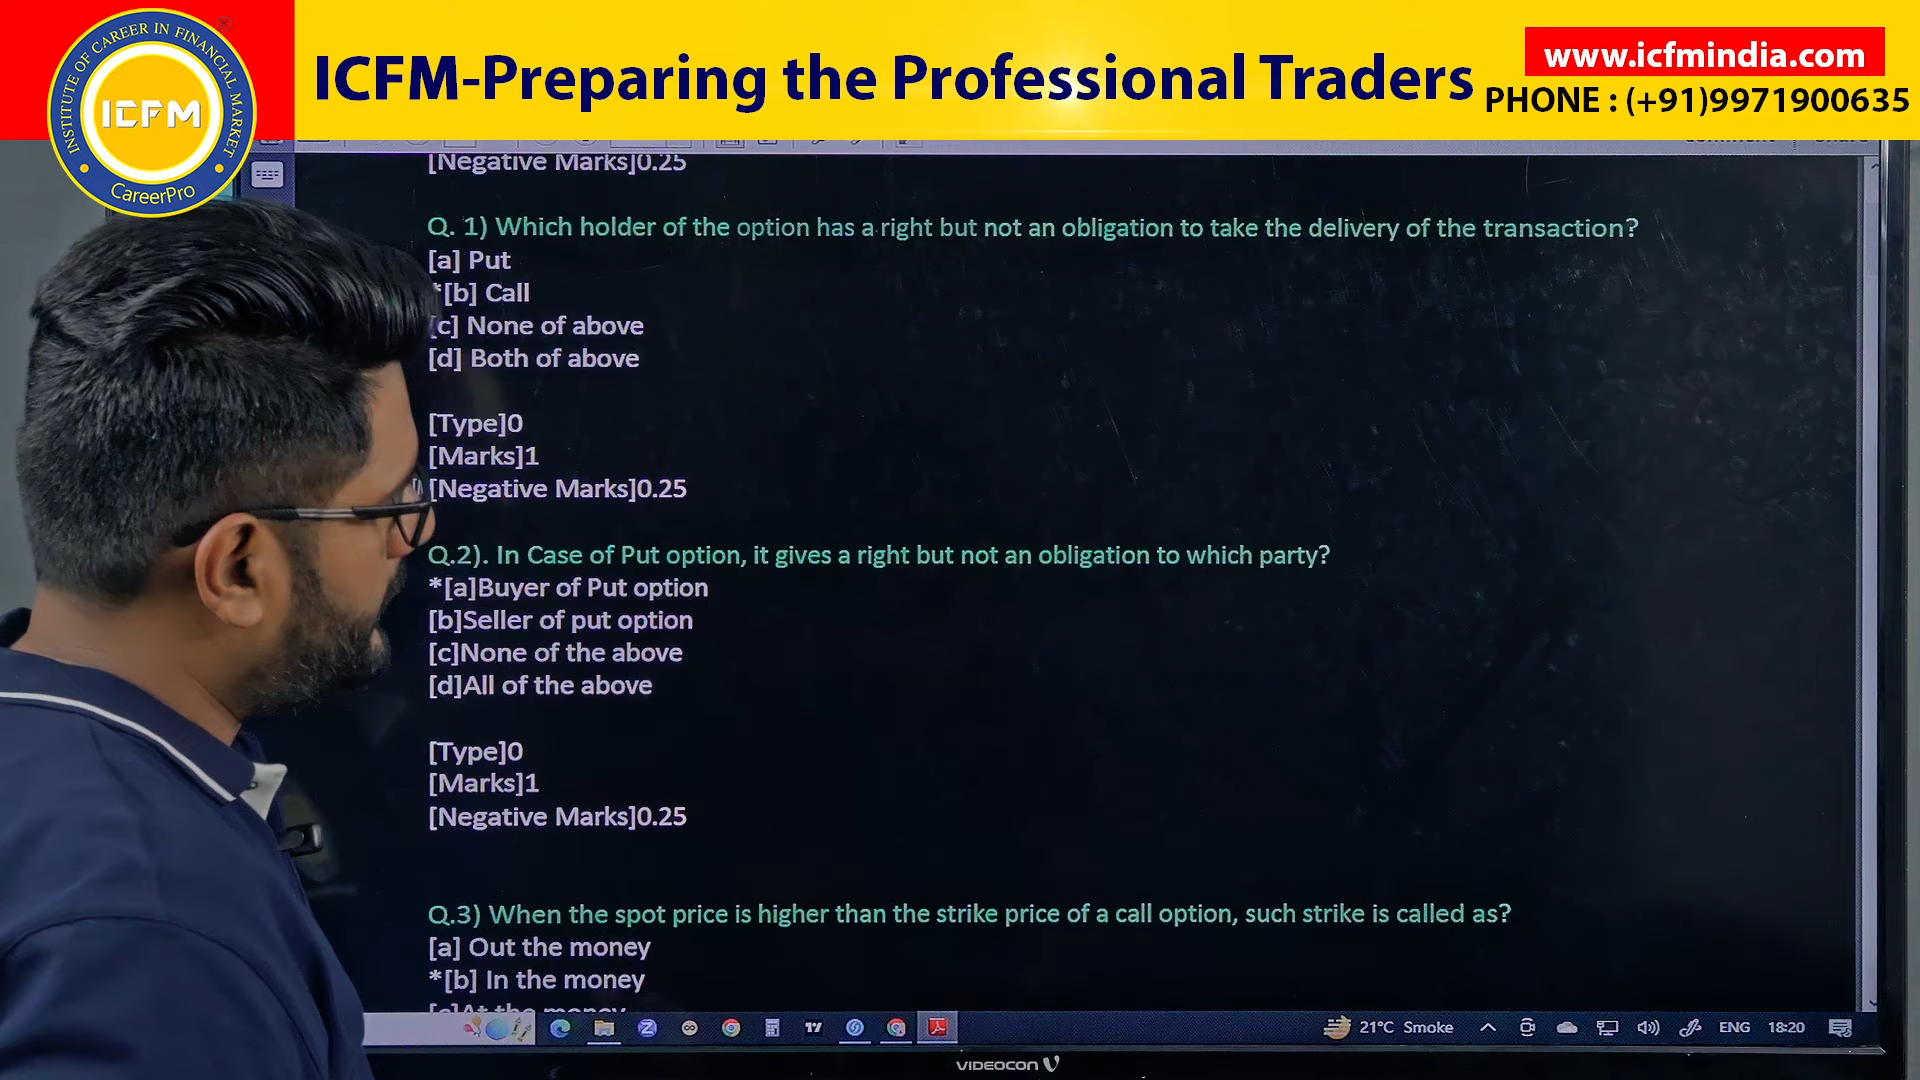 INSTITUTE OF CAREER IN FINANCIAL MARKET
ICFM
CareerPro
ICFM-Preparing the Professional Traders
www.icfmindia.com
PHONE : (+91)9971900635
[Negative Marks]0.25
Q. 1) Which holder of the option has a right but not an obligation to take the delivery of the transaction?
[a] Put
*[b] Call
[c] None of above
[d] Both of above
[Type]0
[Marks]1
[Negative Marks]0.25
Q.2). In Case of Put option, it gives a right but not an obligation to which party?
*[a]Buyer of Put option
[b]Seller of put option
[c]None of the above
[d]All of the above
[Type]0
[Marks]1
[Negative Marks]0.25
Q.3) When the spot price is higher than the strike price of a call option, such strike is called as?
[a] Out the money
*[b] In the money
[c]At the money
21°C Smoke
ENG
18:20
VIDEOCON